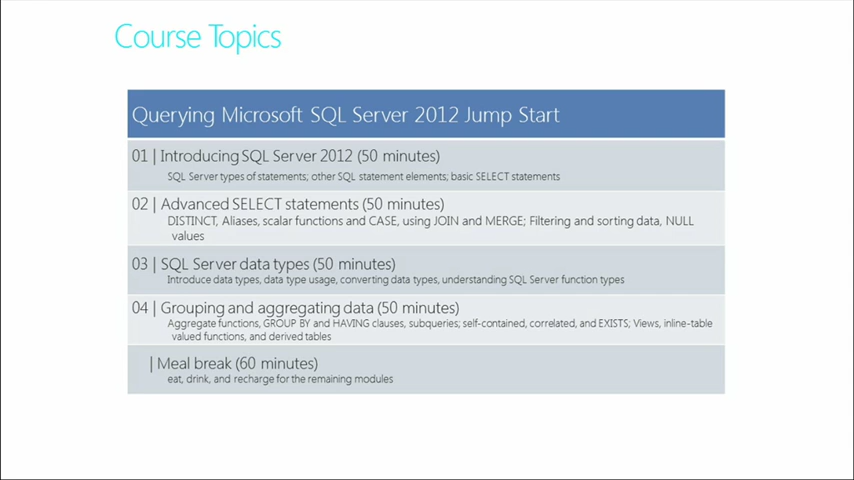 Course Topics
Querying Microsoft SQL Server 2012 Jump Start
01 | Introducing SQL Server 2012 (50 minutes)
SQL Server types of statements; other SQL statement elements; basic SELECT statements
02 | Advanced SELECT statements (50 minutes)
DISTINCT, Aliases, scalar functions and CASE, using JOIN and MERGE; Filtering and sorting data, NULL
values
03 | SQL Server data types (50 minutes)
Introduce data types, data type usage, converting data types, understanding SQL Server function types
04 | Grouping and aggregating data (50 minutes)
Aggregate functions, GROUP BY and HAVING clauses, subqueries; self-contained, correlated, and EXISTS; Views, inline-table
valued functions, and derived tables
| Meal break (60 minutes)
eat, drink, and recharge for the remaining modules